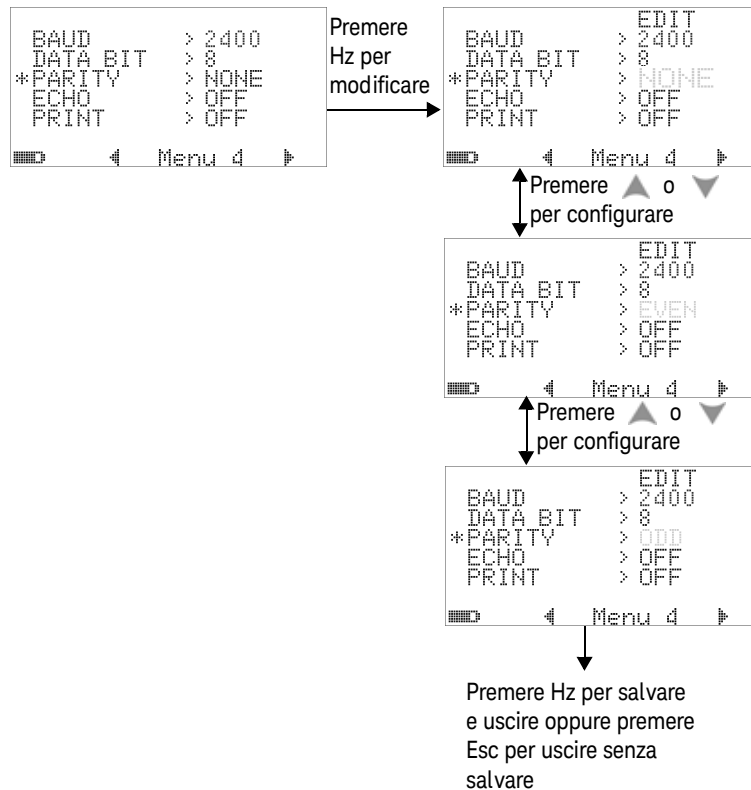 BAUD > 2400
DATA BIT > 8
*PARITY > NONE
ECHO > OFF
PRINT > OFF
Menu 4
Premere
Hz per
modificare
EDIT
BAUD > 2400
DATA BIT > 8
*PARITY > NONE
ECHO > OFF
PRINT > OFF
Menu 4
Premere ▲ o ▼
per configurare
EDIT
BAUD > 2400
DATA BIT > 8
*PARITY > EVEN
ECHO > OFF
PRINT > OFF
Menu 4
Premere ▲ o ▼
per configurare
EDIT
BAUD > 2400
DATA BIT > 8
*PARITY > ODD
ECHO > OFF
PRINT > OFF
Menu 4
Premere Hz per salvare
e uscire oppure premere
Esc per uscire senza
salvare